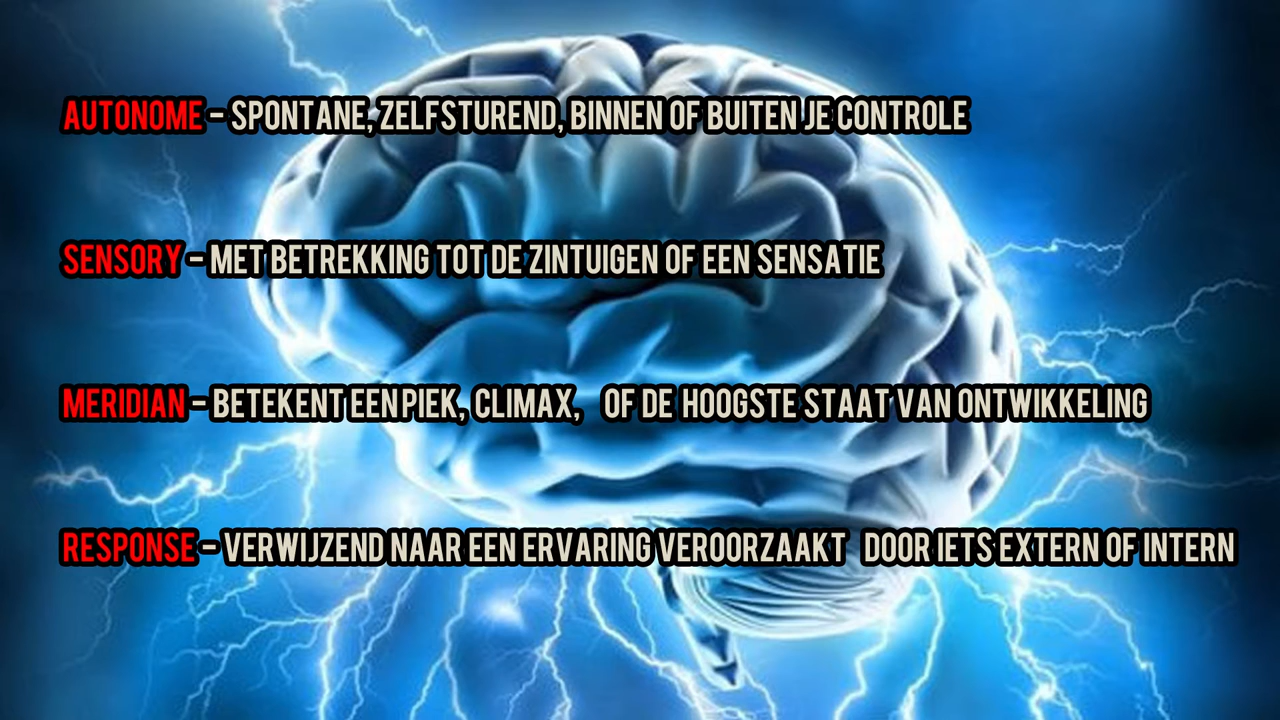 AUTONOME - SPONTANE, ZELFSTUREND, BINNEN OF BUITEN JE CONTROLE
SENSORY - MET BETREKKING TOT DE ZINTUIGEN OF EEN SENSATIE
MERIDIAN - BETEKENT EEN PIEK, CLIMAX, OF DE HOOGSTE STAAT VAN ONTWIKKELING
RESPONSE - VERWIJZEND NAAR EEN ERVARING VEROORZAAKT DOOR IETS EXTERN OF INTERN